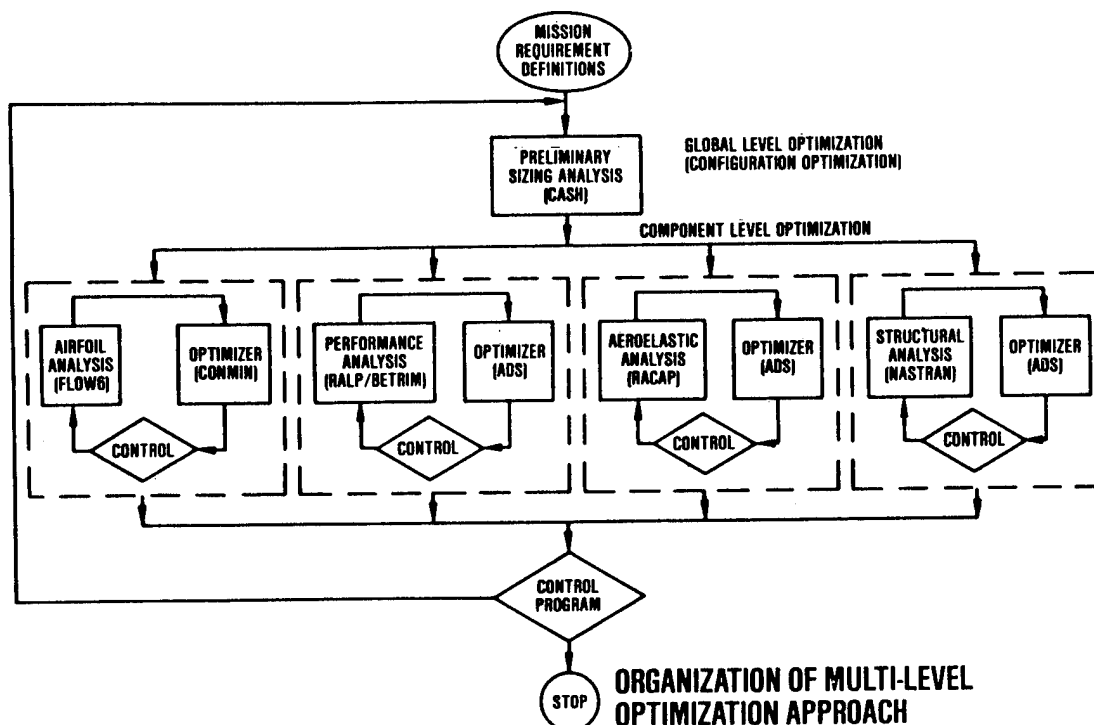 MISSION
REQUIREMENT
DEFINITIONS
PRELIMINARY
SIZING ANALYSIS
(CASH)
GLOBAL LEVEL OPTIMIZATION
(CONFIGURATION OPTIMIZATION)
COMPONENT LEVEL OPTIMIZATION
AIRFOIL
ANALYSIS
(FLOW6)
OPTIMIZER
(CONMIN)
CONTROL
PERFORMANCE
ANALYSIS
(RALP/BETRIM)
OPTIMIZER
(ADS)
CONTROL
AEROELASTIC
ANALYSIS
(RACAP)
OPTIMIZER
(ADS)
CONTROL
STRUCTURAL
ANALYSIS
(NASTRAN)
OPTIMIZER
(ADS)
CONTROL
CONTROL
PROGRAM
STOP
ORGANIZATION OF MULTI-LEVEL
OPTIMIZATION APPROACH